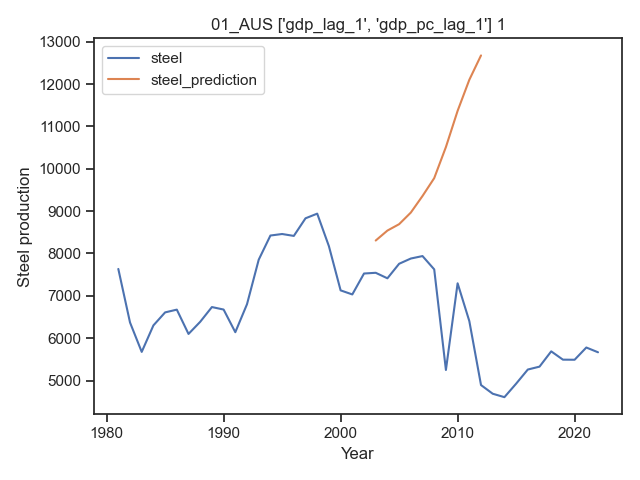 01_AUS ['gdp_lag_1', 'gdp_pc_lag_1'] 1
steel
steel_prediction
Steel production
13000
12000
11000
10000
9000
8000
7000
6000
5000
1980
1990
2000
2010
2020
Year